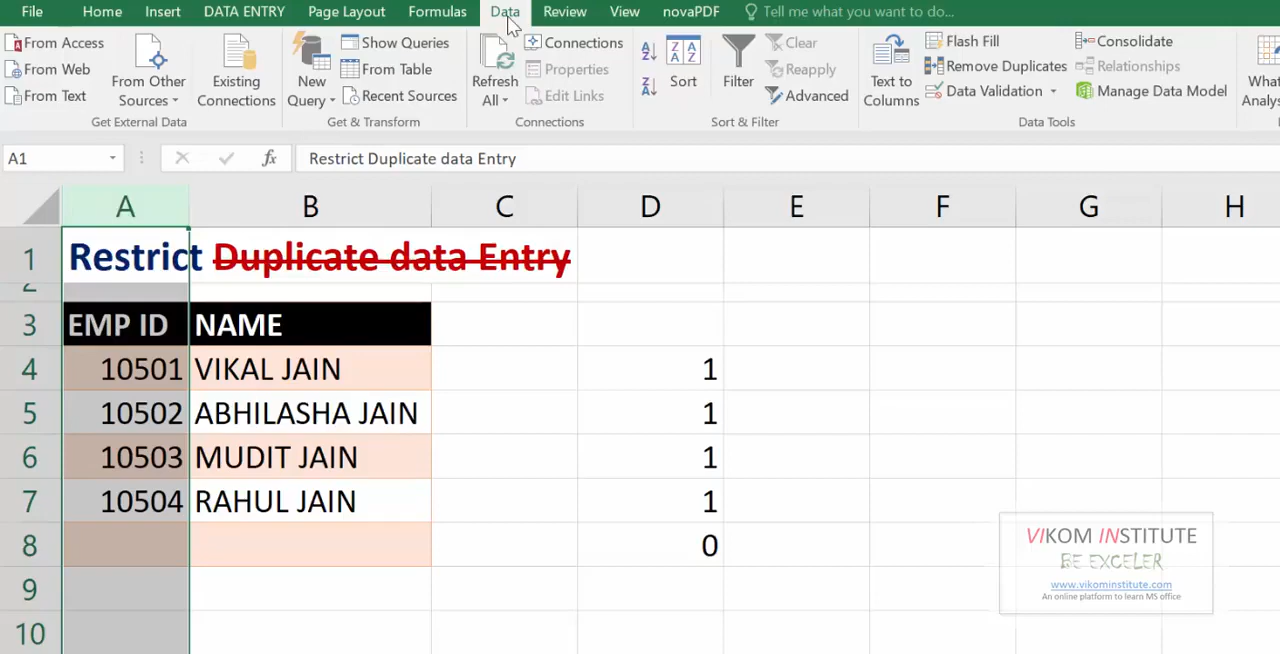 File Home Insert DATA ENTRY Page Layout Formulas Data Review View novaPDF Tell me what you want to do...
From Access
From Web
From Text
From Other Sources
Existing Connections
Get External Data
New Query
Show Queries
From Table
Recent Sources
Get & Transform
Refresh All
Connections
Properties
Edit Links
Connections
Sort
Filter
Clear
Reapply
Advanced
Sort & Filter
Text to Columns
Flash Fill
Remove Duplicates
Data Validation
Consolidate
Relationships
Manage Data Model
Data Tools
A1 fx Restrict Duplicate data Entry
A B C D E F G H
1 Restrict Duplicate data Entry
2
3 EMP ID NAME
4 10501 VIKAL JAIN 1
5 10502 ABHILASHA JAIN 1
6 10503 MUDIT JAIN 1
7 10504 RAHUL JAIN 1
8 0
9
10
VIKOM INSTITUTE
BE EXCELER
www.vikominstitute.com
An online platform to learn MS office